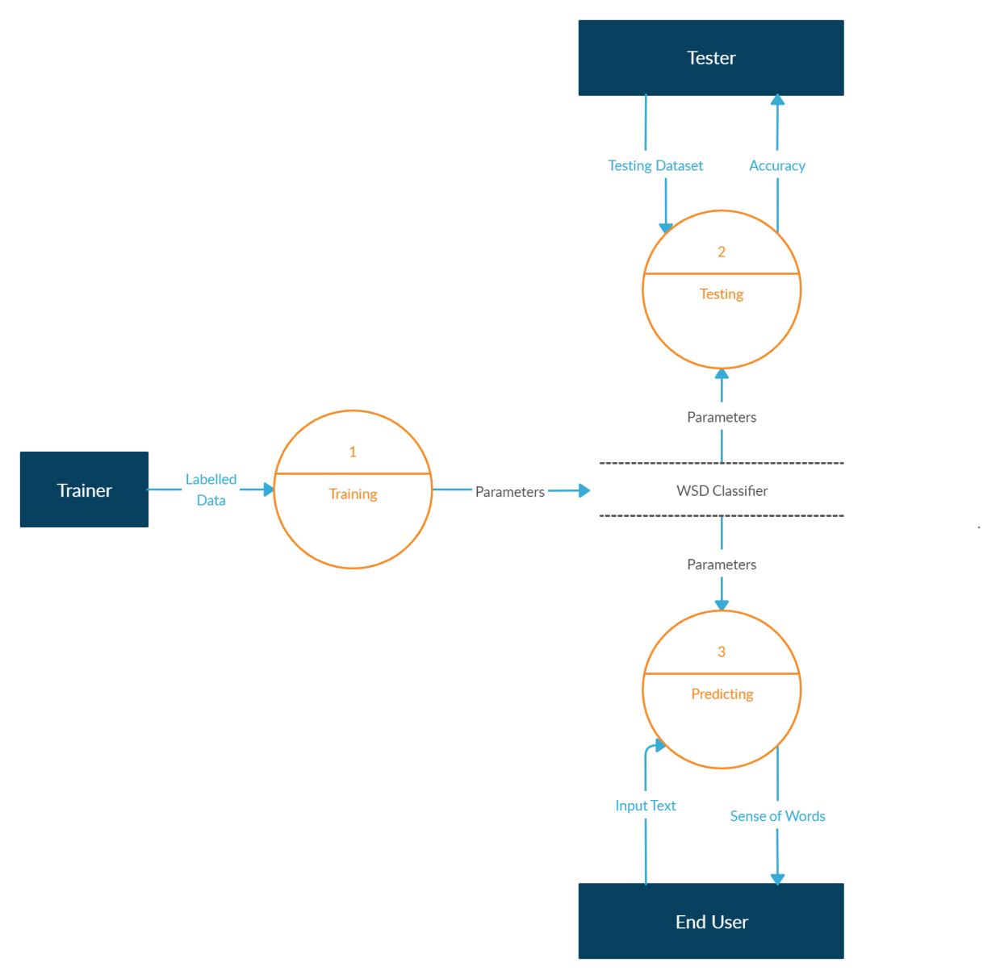 Tester
Testing Dataset
Accuracy
2
Testing
Parameters
Trainer
Labelled
Data
1
Training
Parameters
WSD Classifier
Parameters
3
Predicting
Input Text
Sense of Words
End User